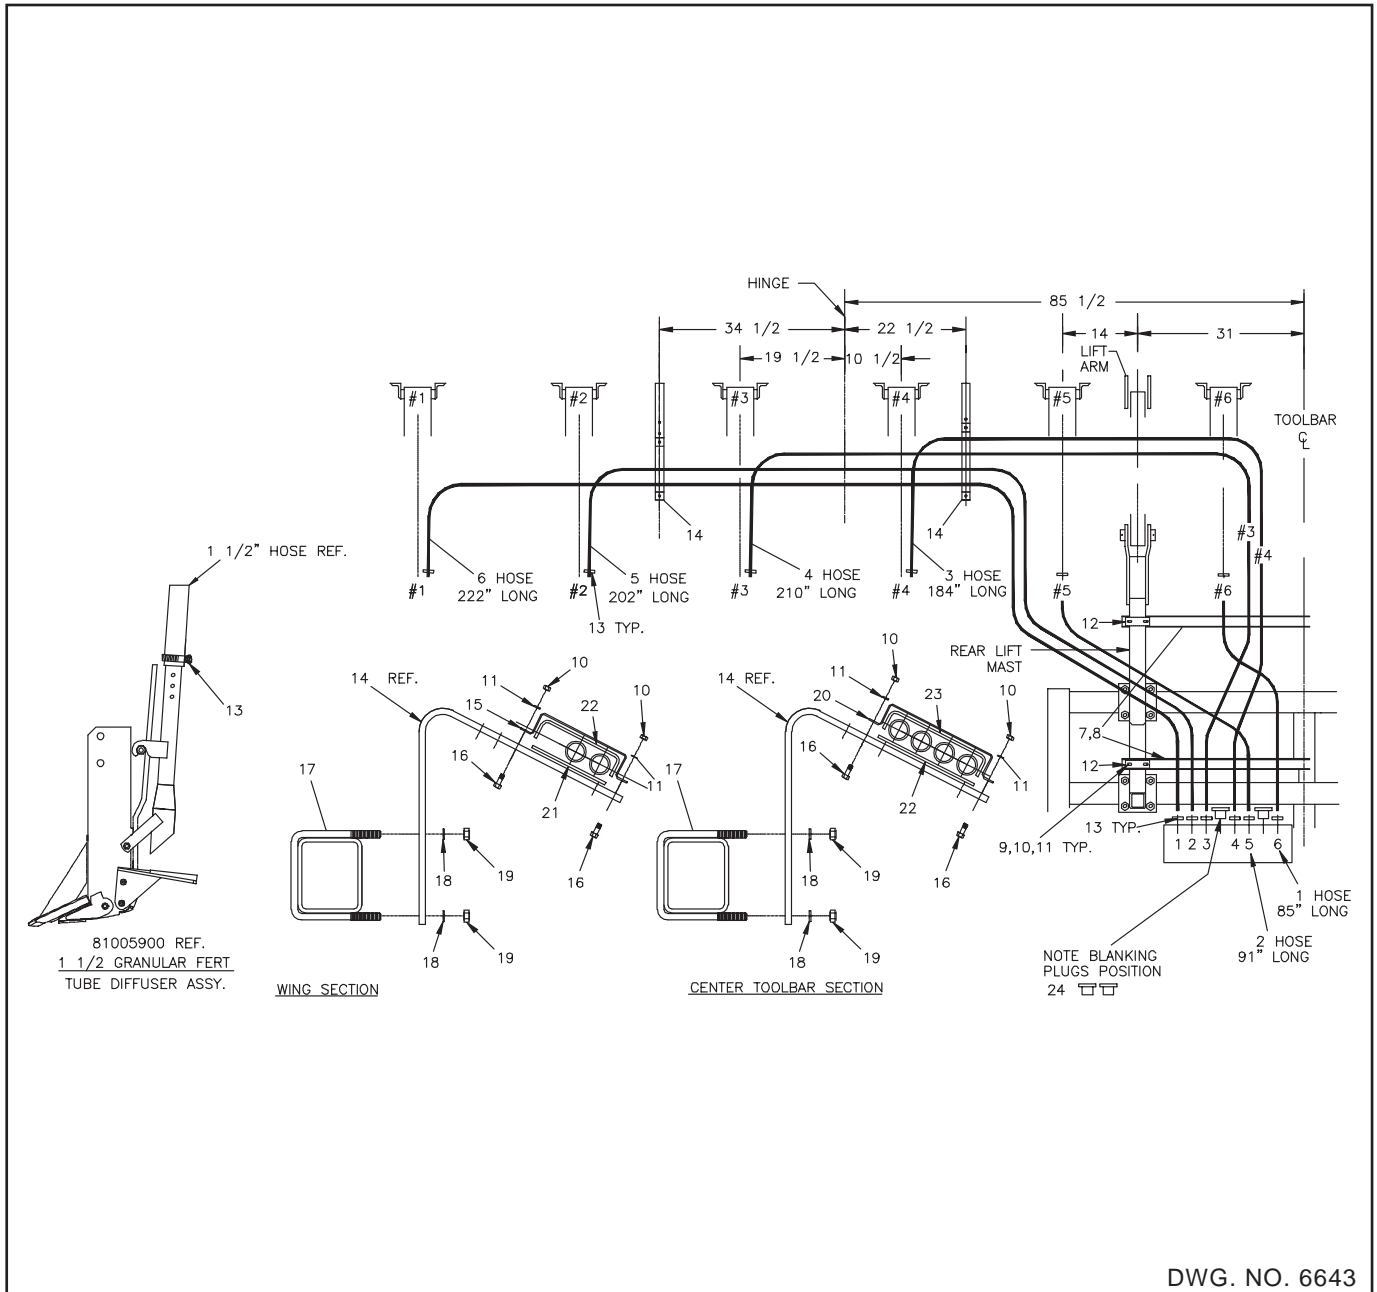 HINGE
85 1/2
34 1/2
22 1/2
14
31
19 1/2
10 1/2
LIFT
ARM
#1
#2
#3
#4
#5
#6
TOOLBAR
CL
14
14
#3
#4
1 1/2" HOSE REF.
6 HOSE
222" LONG
5 HOSE
202" LONG
4 HOSE
210" LONG
3 HOSE
184" LONG
#1
#2
#3
#4
#5
#6
13 TYP.
12
REAR LIFT
MAST
14 REF.
10
11
15
22
10
16
21
11
14 REF.
10
11
20
23
10
16
22
11
7,8
12
13
17
18
19
16
18
19
17
18
19
16
18
19
13 TYP.
9,10,11 TYP.
1 2 3 4 5 6
1 HOSE
85" LONG
2 HOSE
91" LONG
NOTE BLANKING
PLUGS POSITION
24
81005900 REF.
1 1/2 GRANULAR FERT
TUBE DIFFUSER ASSY.
WING SECTION
CENTER TOOLBAR SECTION
DWG. NO. 6643